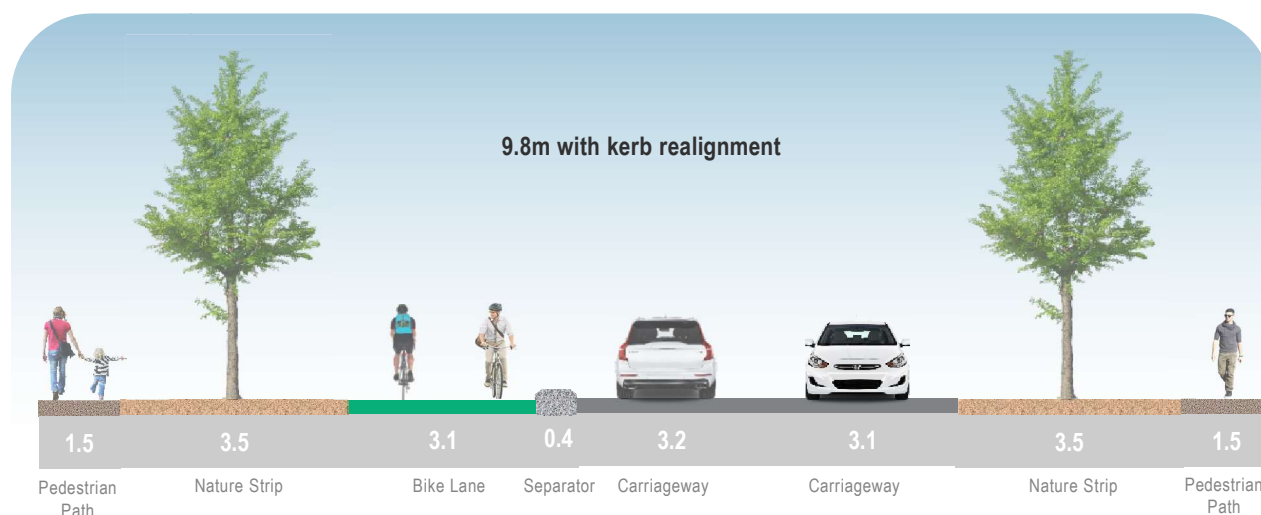 9.8m with kerb realignment
1.5 3.5 3.1 0.4 3.2 3.1 3.5 1.5
Pedestrian Path Nature Strip Bike Lane Separator Carriageway Carriageway Nature Strip Pedestrian Path